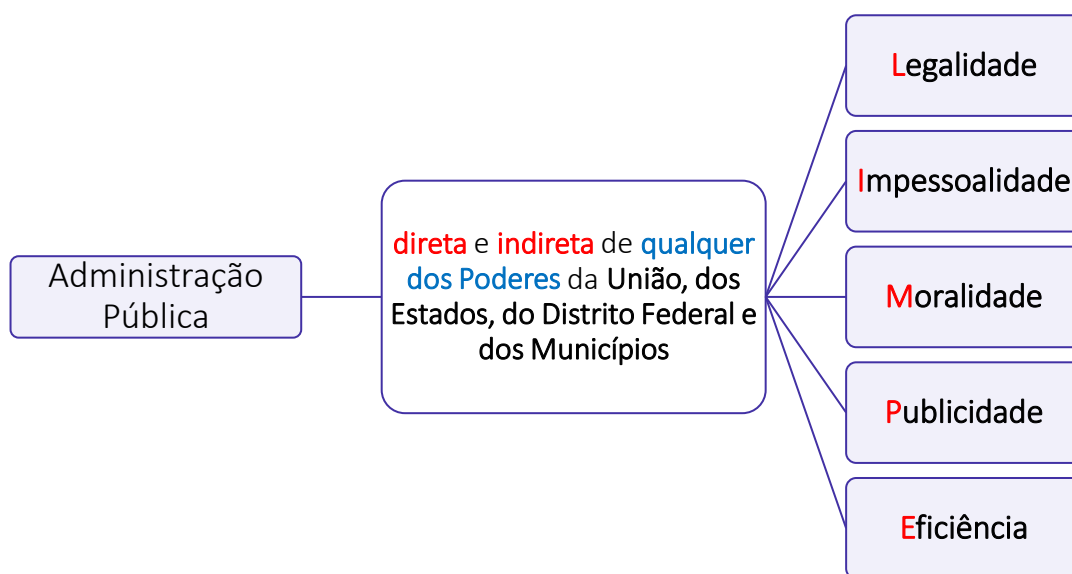 Administração
Pública
direta e indireta de qualquer
dos Poderes da União, dos
Estados, do Distrito Federal e
dos Municípios
Legalidade
Impessoalidade
Moralidade
Publicidade
Eficiência